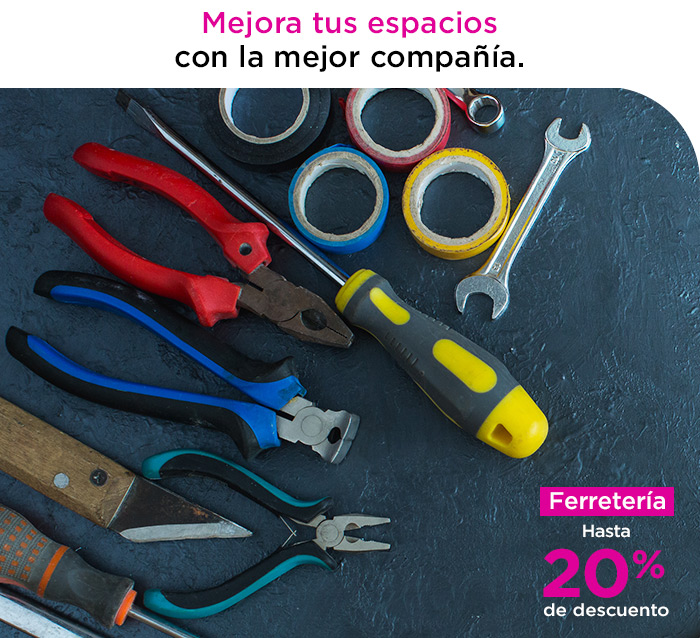 Mejora tus espacios
con la mejor compañía.
Ferretería
Hasta
20%
de descuento